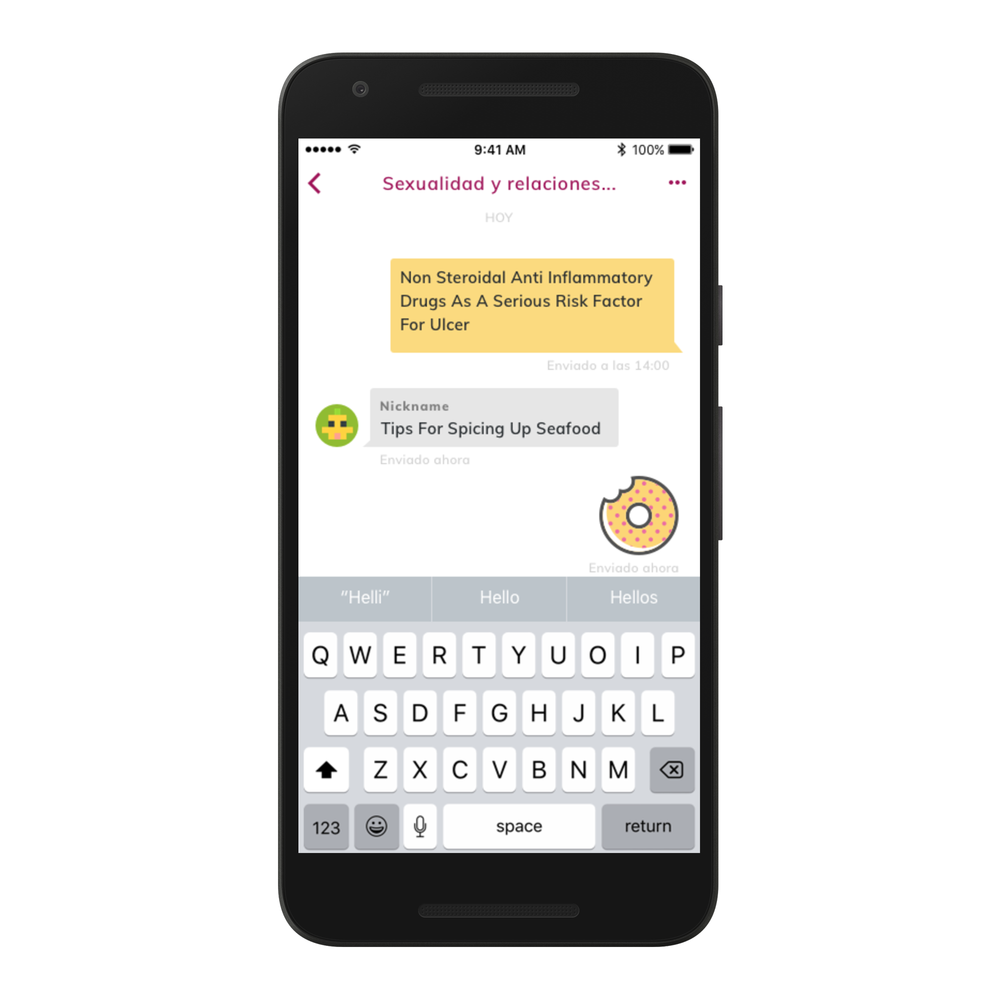 9:41 AM
100%
Sexualidad y relaciones...
HOY
Non Steroidal Anti Inflammatory
Drugs As A Serious Risk Factor
For Ulcer
Enviado a las 14:00
Nickname
Tips For Spicing Up Seafood
Enviado ahora
Enviado ahora
"Helli" Hello Hellos
Q W E R T Y U O I P
A S D F G H J K L
Z X C V B N M
123 space return